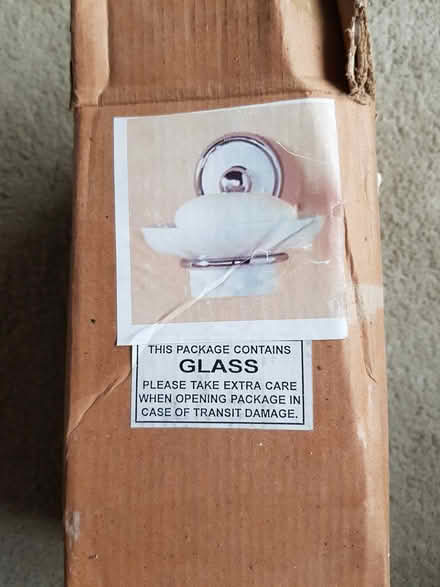 THIS PACKAGE CONTAINS
GLASS
PLEASE TAKE EXTRA CARE
WHEN OPENING PACKAGE IN
CASE OF TRANSIT DAMAGE.